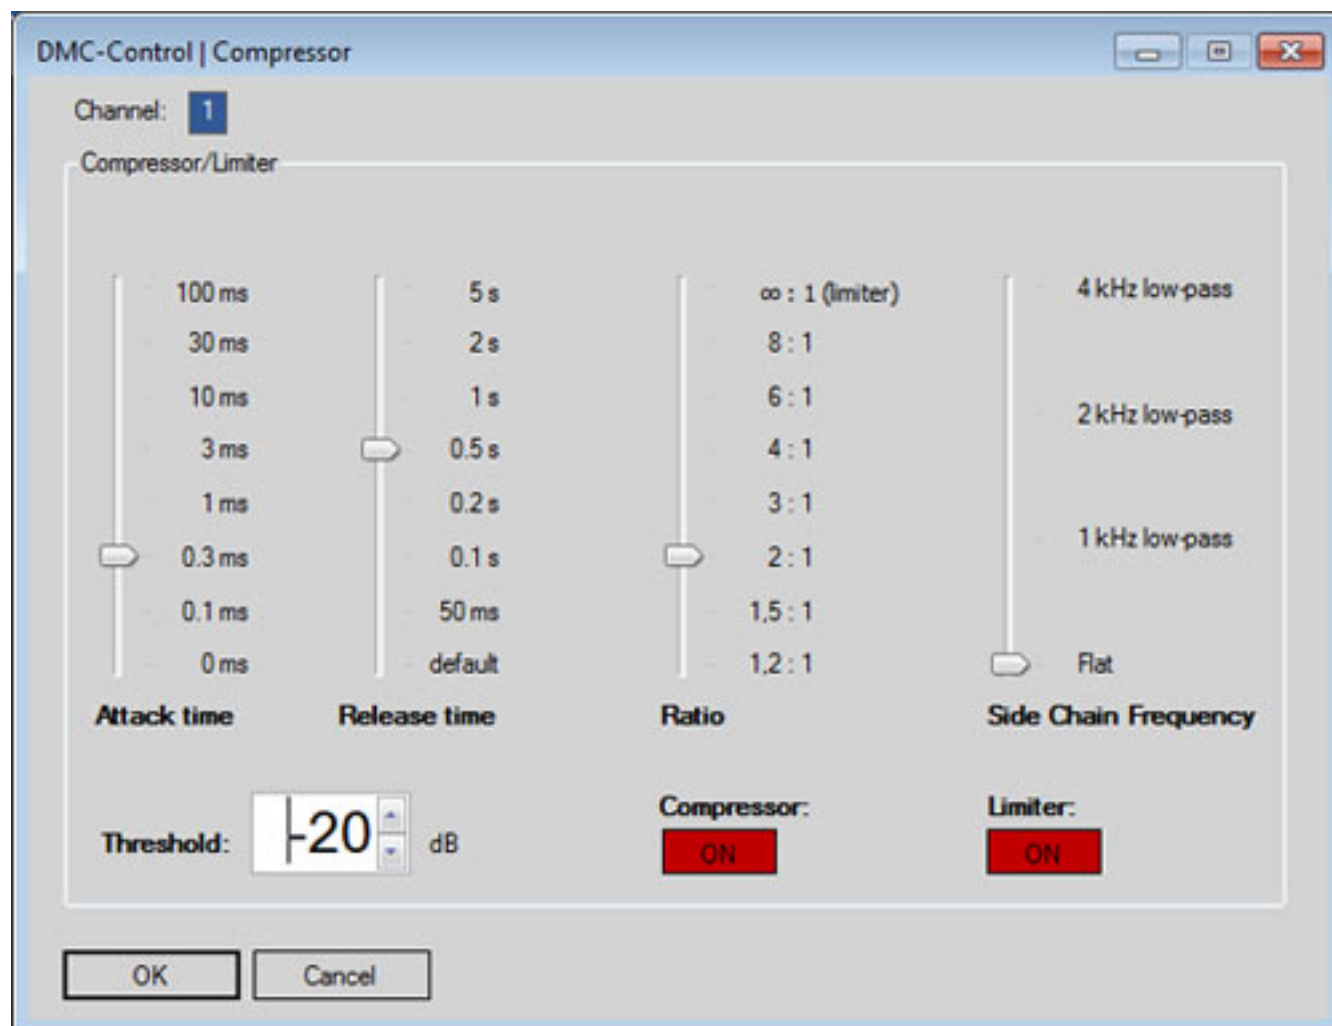 DMC-Control | Compressor
Channel: 1
Compressor/Limiter
100 ms 5 s ∞ : 1 (limiter) 4 kHz low-pass
30 ms 2 s 8 : 1
10 ms 1 s 6 : 1 2 kHz low-pass
3 ms 0.5 s 4 : 1
1 ms 0.2 s 3 : 1
0.3 ms 0.1 s 2 : 1 1 kHz low-pass
0.1 ms 50 ms 1,5 : 1
0 ms default 1,2 : 1 Flat
Attack time Release time Ratio Side Chain Frequency
Compressor: Limiter:
Threshold: -20 dB ON ON
OK Cancel